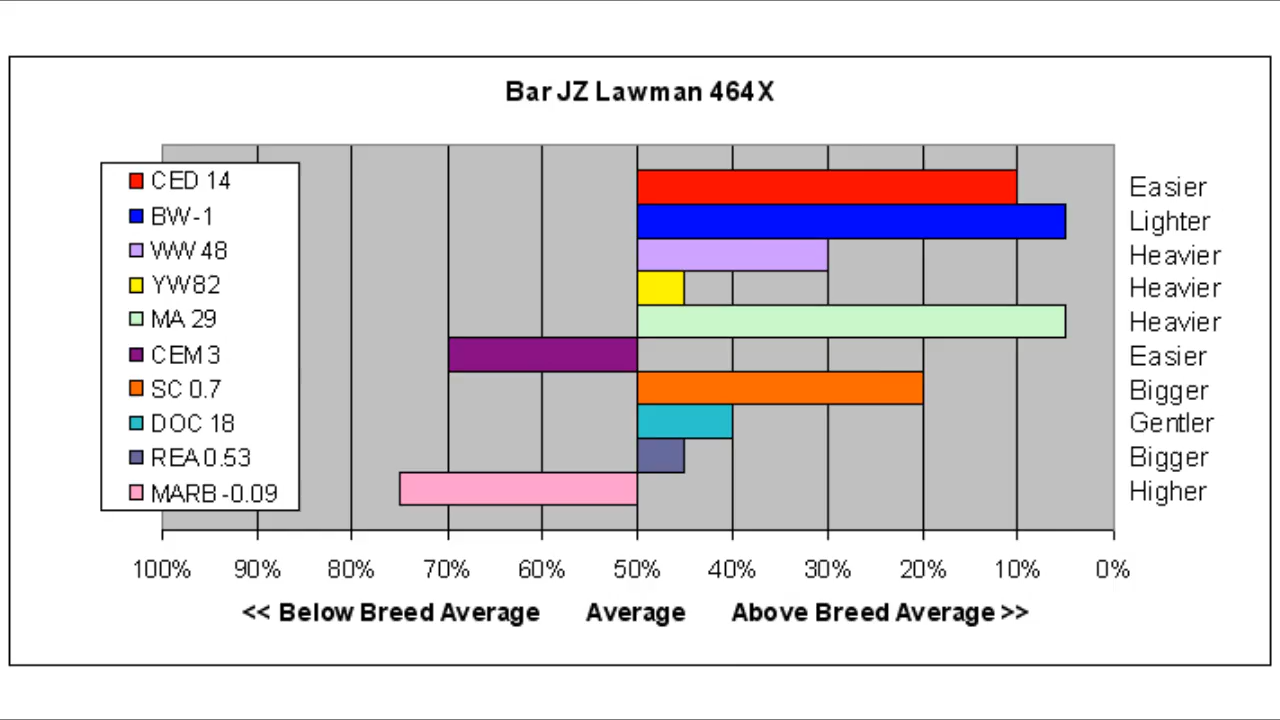 Bar JZ Lawman 464X
CED 14
BW -1
WW 48
YW 82
MA 29
CEM 3
SC 0.7
DOC 18
REA 0.53
MARB -0.09
Easier
Lighter
Heavier
Heavier
Heavier
Easier
Bigger
Gentler
Bigger
Higher
100% 90% 80% 70% 60% 50% 40% 30% 20% 10% 0%
<< Below Breed Average Average Above Breed Average >>